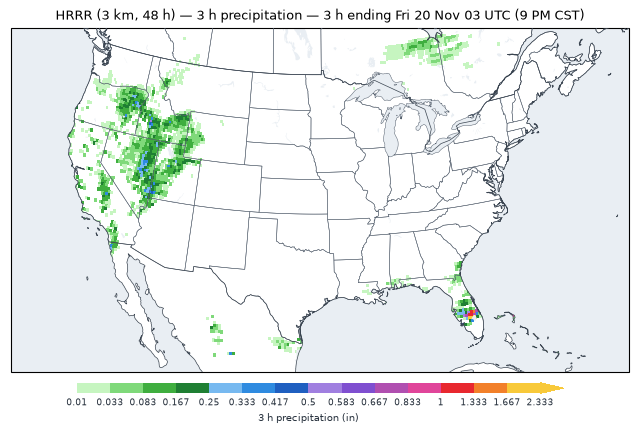 HRRR (3 km, 48 h) — 3 h precipitation — 3 h ending Fri 20 Nov 03 UTC (9 PM CST)
0.01 0.033 0.083 0.167 0.25 0.333 0.417 0.5 0.583 0.667 0.833 1 1.333 1.667 2.333
3 h precipitation (in)